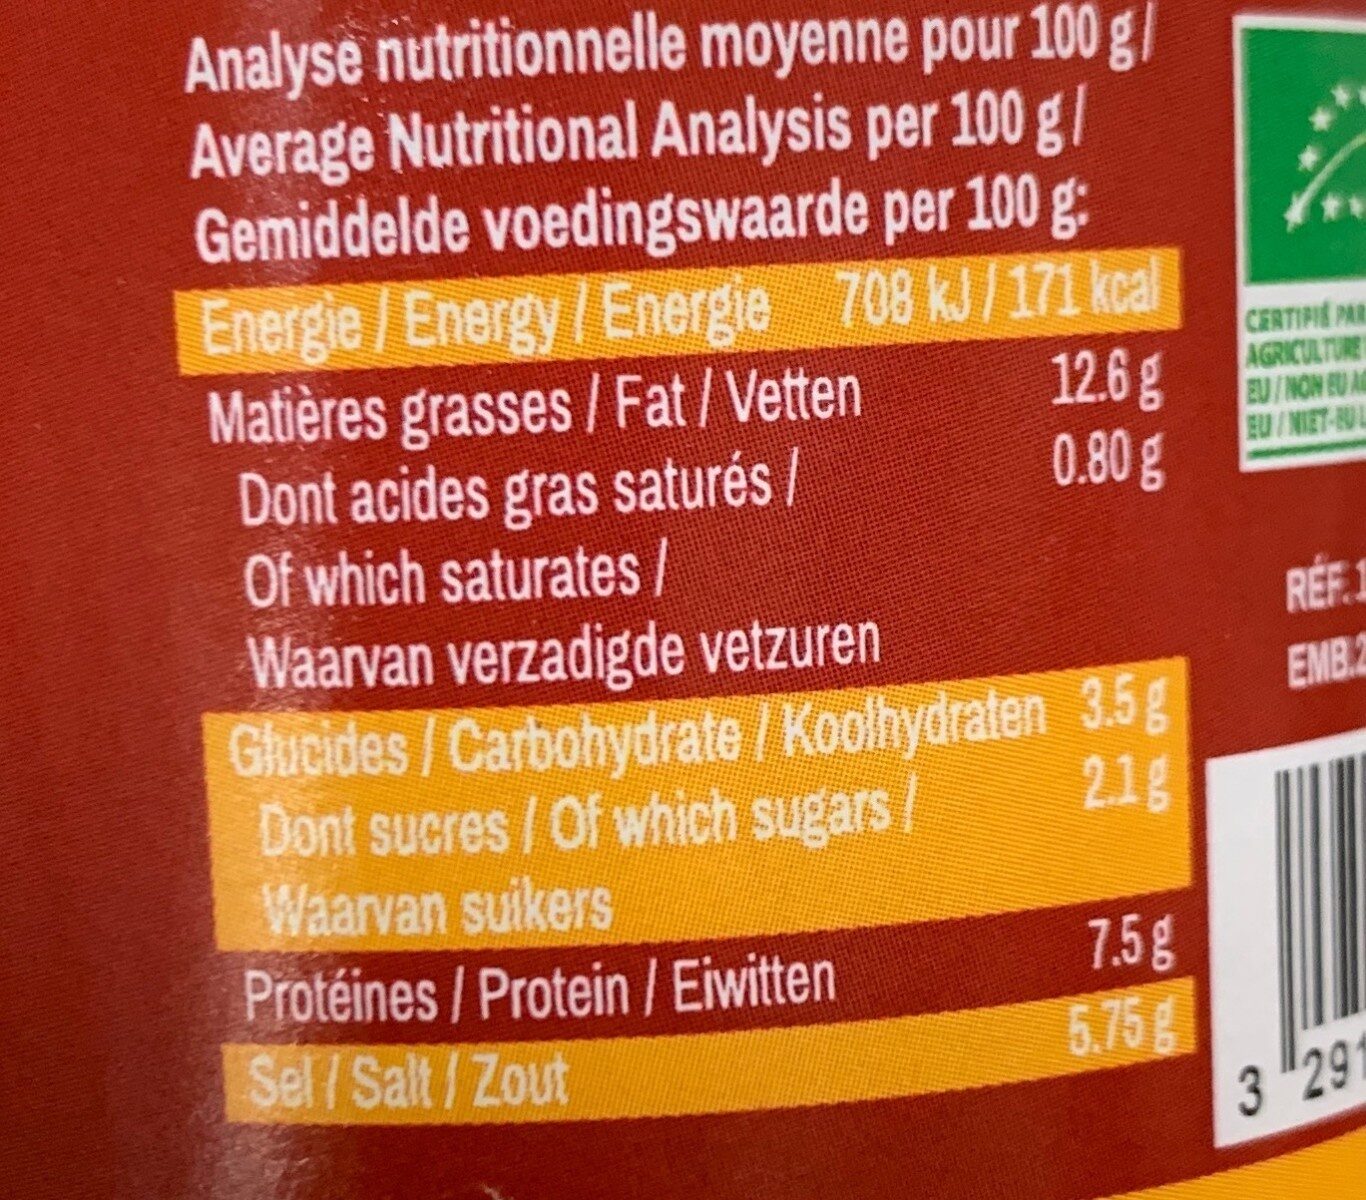 Analyse nutritionnelle moyenne pour 100 g /
Average Nutritional Analysis per 100 g /
Gemiddelde voedingswaarde per 100 g:
Energie / Energy / Energie 708 kJ / 171 kcal
Matières grasses / Fat / Vetten 12.6 g
Dont acides gras saturés / 0.80 g
Of which saturates /
Waarvan verzadigde vetzuren
Glucides / Carbohydrate / Koolhydraten 3.5 g
Dont sucres / Of which sugars / 2.1 g
Waarvan suikers
Protéines / Protein / Eiwitten 7.5 g
Sel / Salt / Zout 5.75 g
CERTIFIÉ PAR
AGRICULTURE
EU / NON EU
EU / NIET-EU
RÉF.
EMB.
3 291